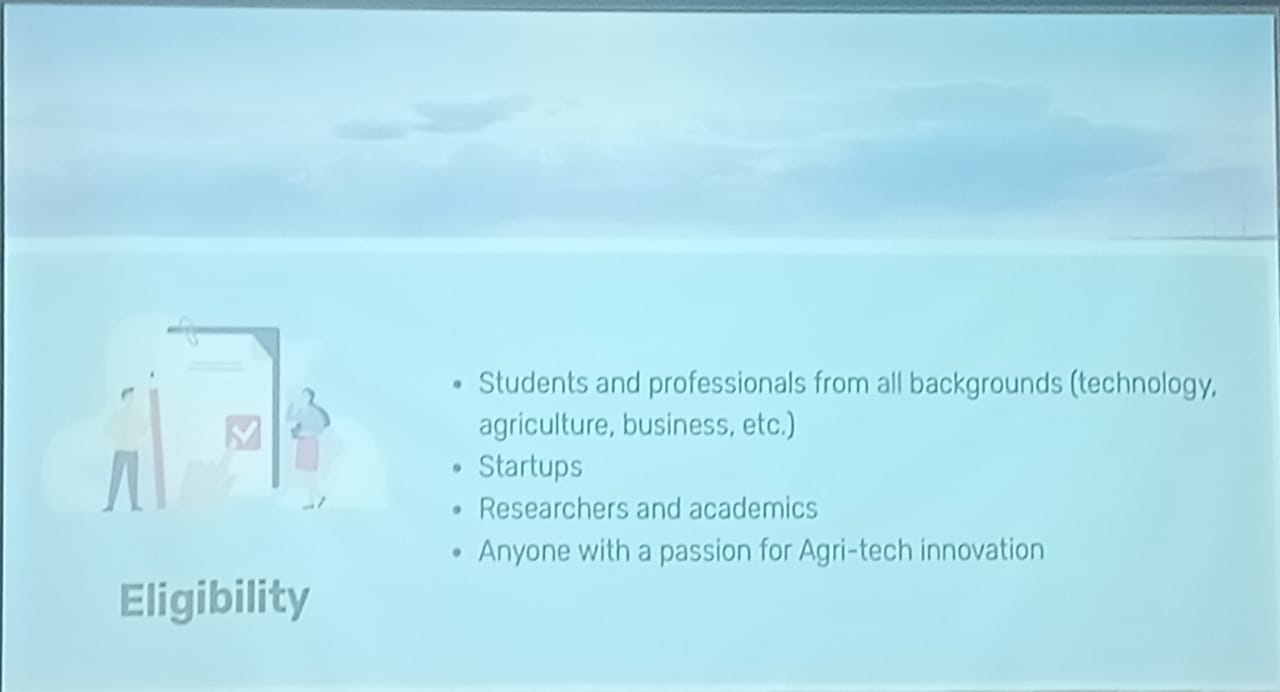 • Students and professionals from all backgrounds (technology,
agriculture, business, etc.)
• Startups
• Researchers and academics
• Anyone with a passion for Agri-tech innovation
Eligibility